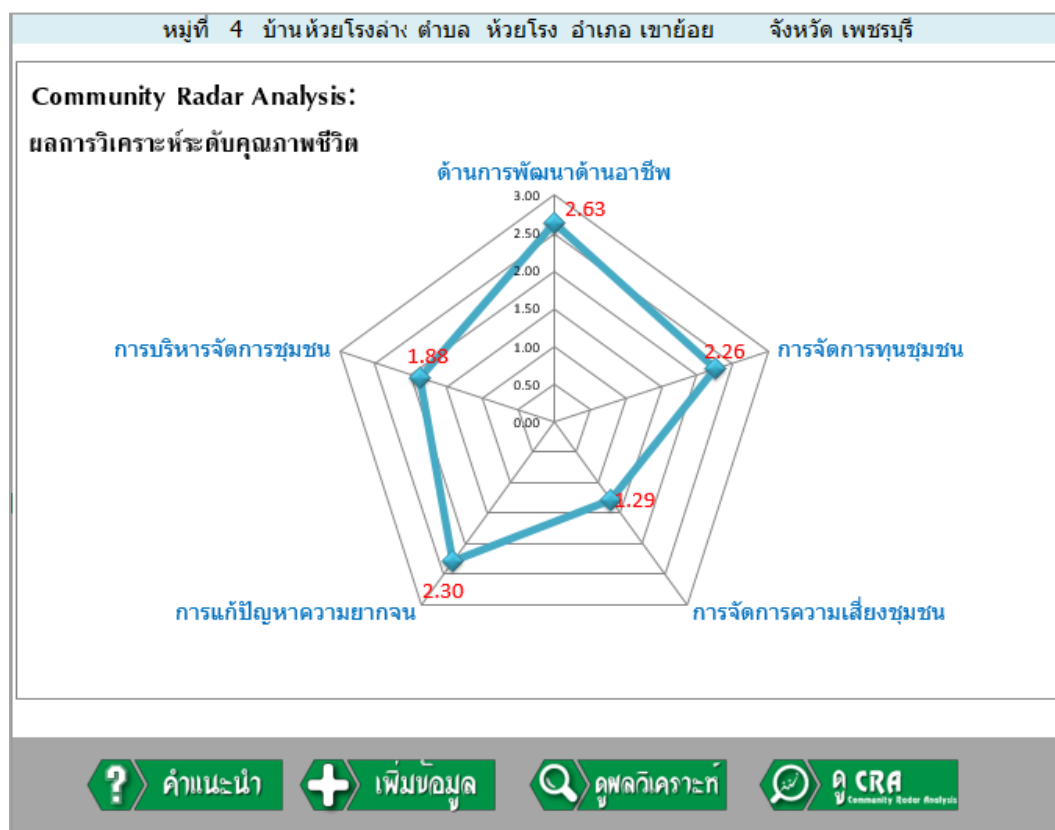 หมู่ที่ 4 บ้านห้วยโรงล่าง ตำบล ห้วยโรง อำเภอ เขาย้อย จังหวัด เพชรบุรี
Community Radar Analysis:
ผลการวิเคราะห์ระดับคุณภาพชีวิต
ด้านการพัฒนาด้านอาชีพ
3.00
2.63
2.50
2.00
1.50
การบริหารจัดการชุมชน
1.88
1.00
2.26
การจัดการทุนชุมชน
0.50
0.00
1.29
2.30
การแก้ปัญหาความยากจน
การจัดการความเสี่ยงชุมชน
? คำแนะนำ
เพิ่มข้อมูล
ดูผลวิเคราะห์
ดู CRA
Community Radar Analysis